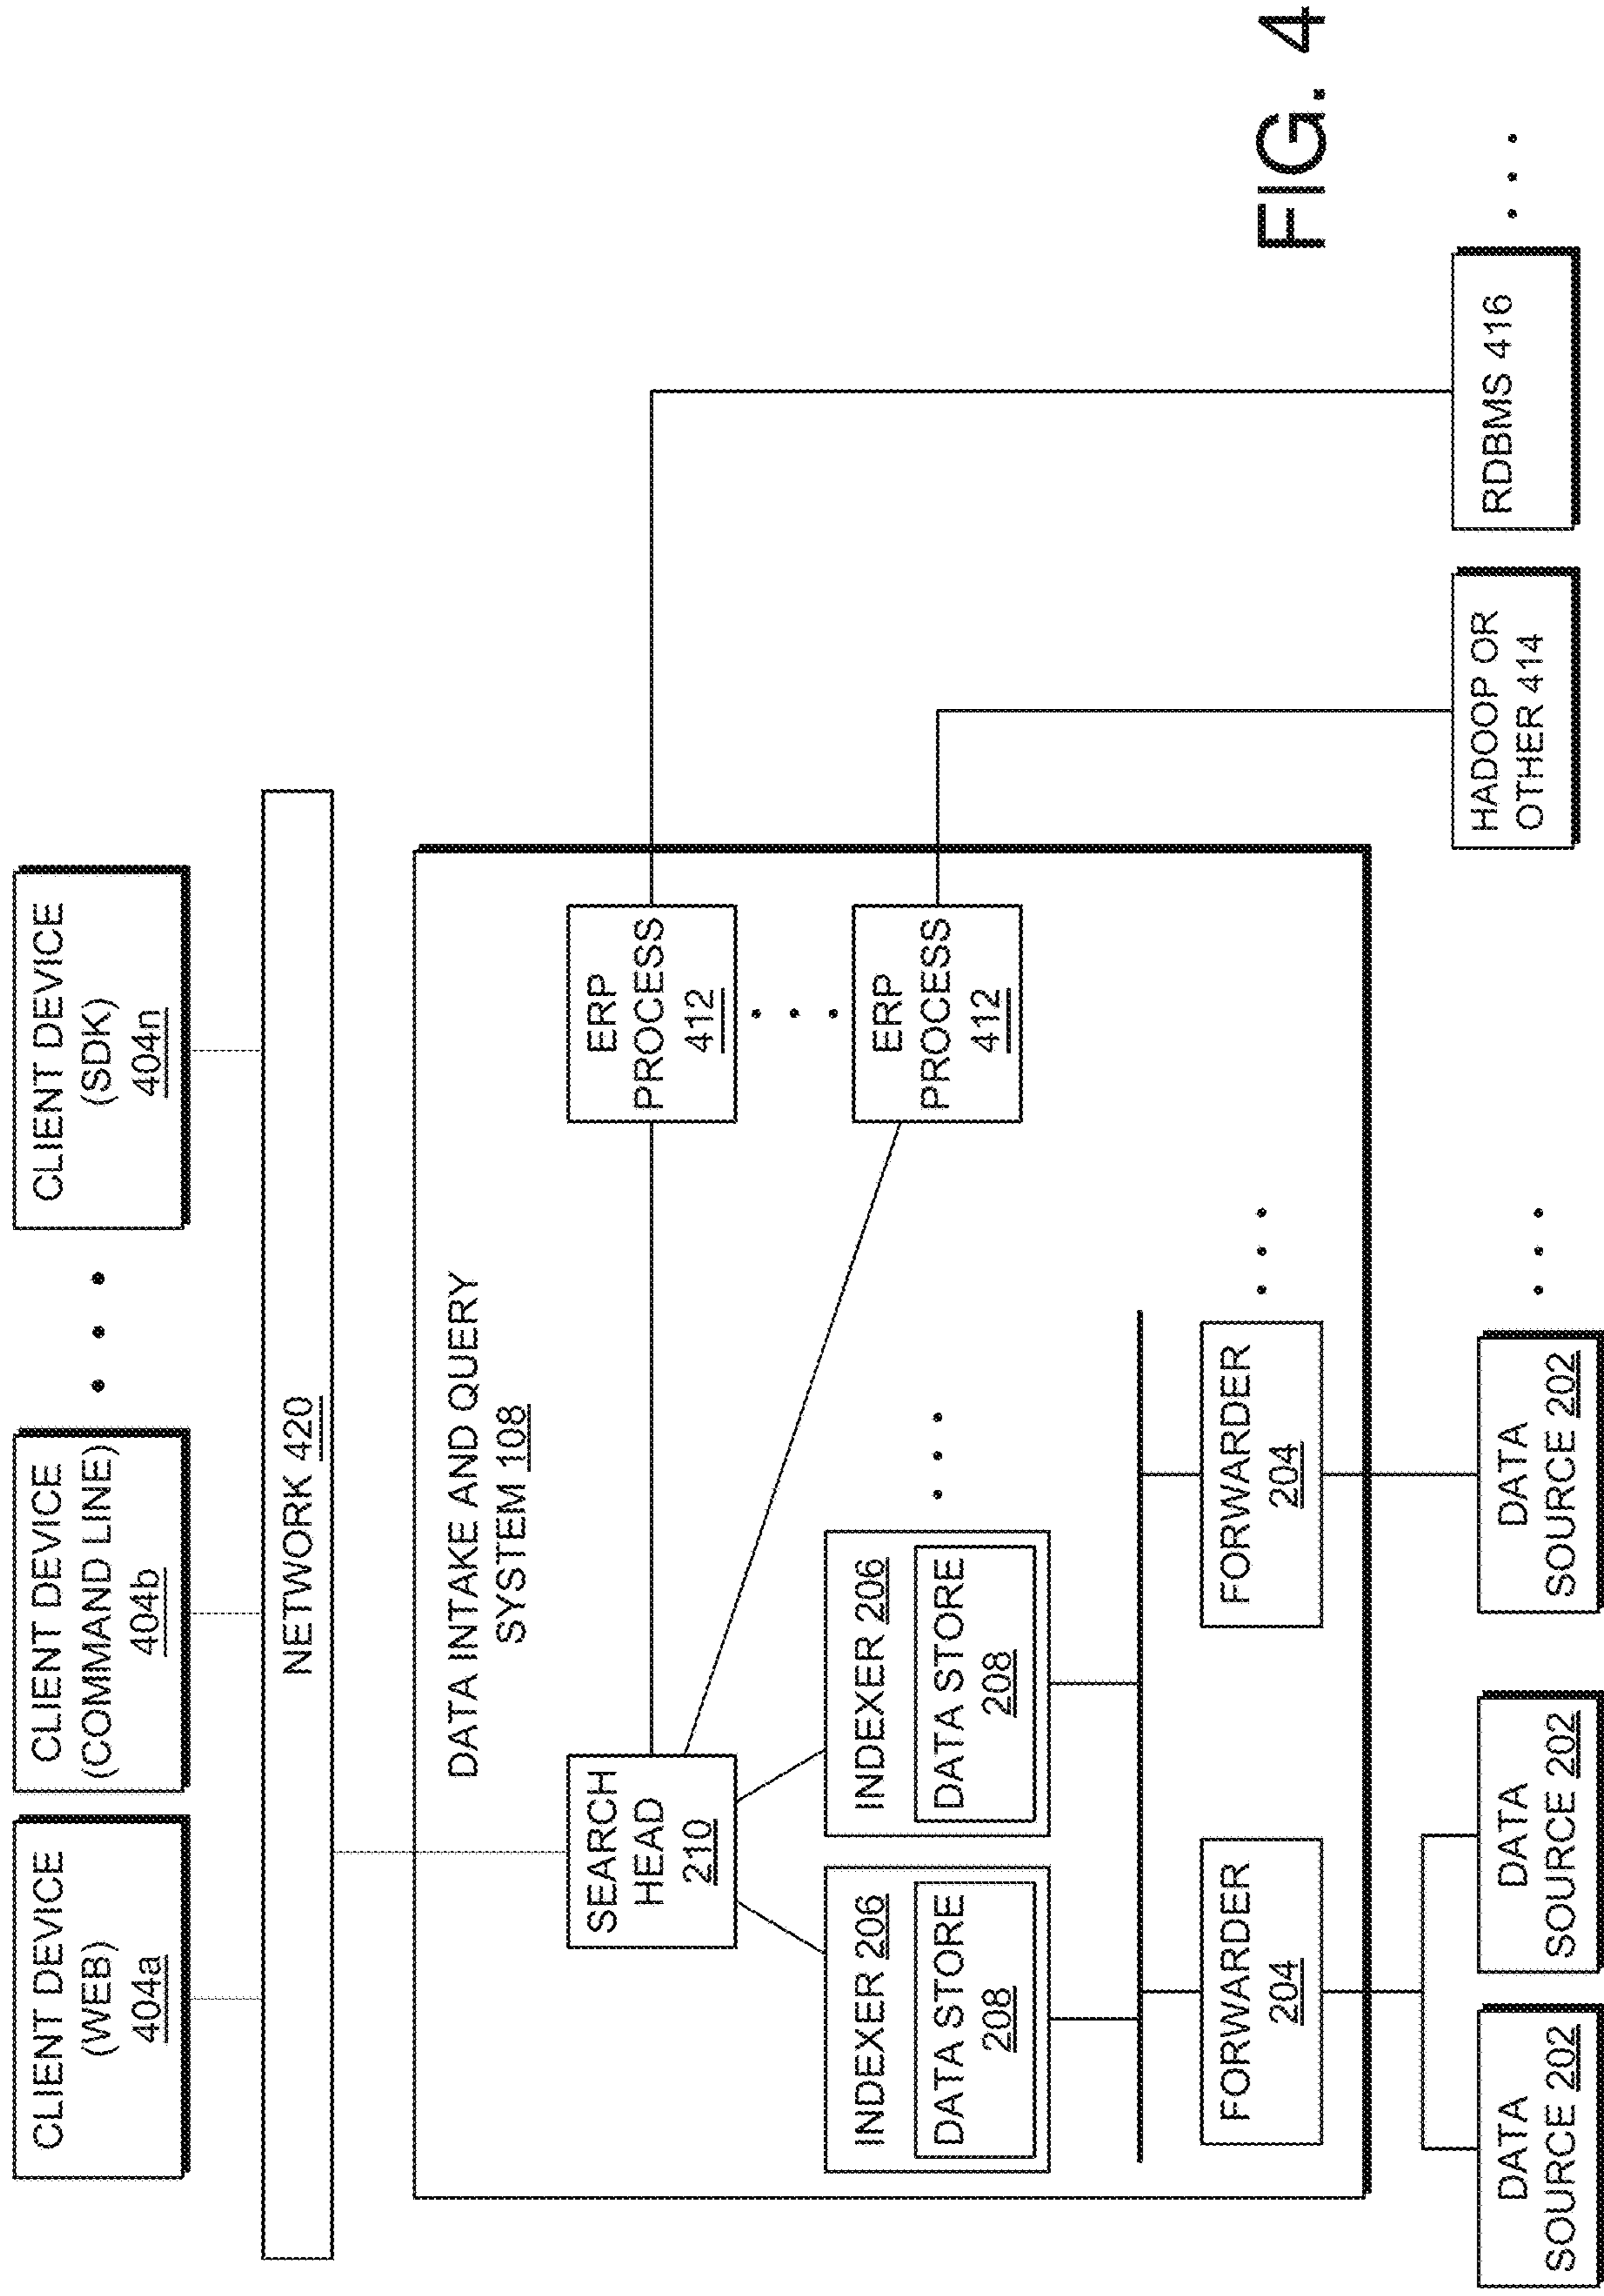 CLIENT DEVICE
(WEB)
404a
CLIENT DEVICE
(COMMAND LINE)
404b
CLIENT DEVICE
(SDK)
404n
NETWORK 420
DATA INTAKE AND QUERY
SYSTEM 108
SEARCH
HEAD
210
ERP
PROCESS
412
ERP
PROCESS
412
INDEXER 206
DATA STORE
208
INDEXER 206
DATA STORE
208
FORWARDER
204
FORWARDER
204
DATA
SOURCE 202
DATA
SOURCE 202
DATA
SOURCE 202
HADOOP OR
OTHER 414
RDBMS 416
FIG. 4